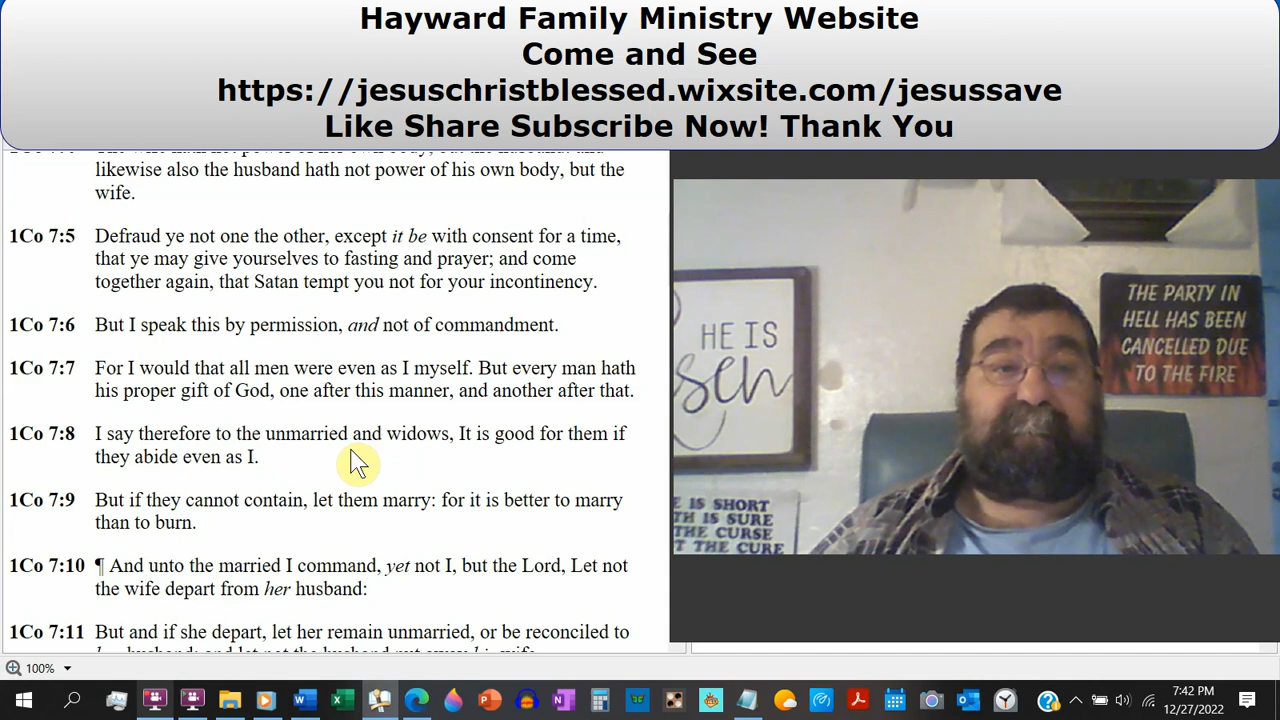 Hayward Family Ministry Website
Come and See
https://jesuschristblessed.wixsite.com/jesussave
Like Share Subscribe Now! Thank You
likewise also the husband hath not power of his own body, but the
wife.
1Co 7:5 Defraud ye not one the other, except it be with consent for a time,
that ye may give yourselves to fasting and prayer; and come
together again, that Satan tempt you not for your incontinency.
1Co 7:6 But I speak this by permission, and not of commandment.
1Co 7:7 For I would that all men were even as I myself. But every man hath
his proper gift of God, one after this manner, and another after that.
1Co 7:8 I say therefore to the unmarried and widows, It is good for them if
they abide even as I.
1Co 7:9 But if they cannot contain, let them marry: for it is better to marry
than to burn.
1Co 7:10 ¶ And unto the married I command, yet not I, but the Lord, Let not
the wife depart from her husband:
1Co 7:11 But and if she depart, let her remain unmarried, or be reconciled to
HE IS
THE PARTY IN
HELL HAS BEEN
CANCELLED DUE
TO THE FIRE
E IS SHORT
TH IS SURE
THE CURSE
T THE CURE
100%
7:42 PM
12/27/2022